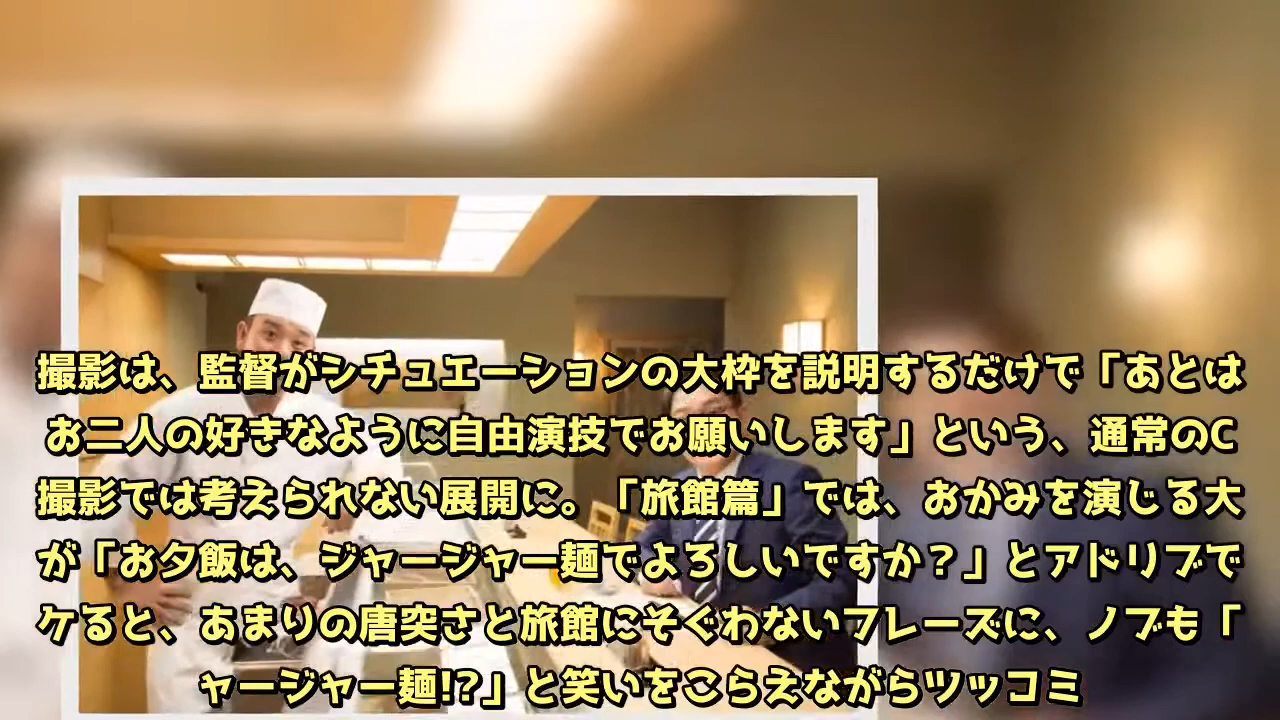 撮影は、監督がシチュエーションの大枠を説明するだけで「あとは
お二人の好きなように自由演技でお願いします」という、通常のC
撮影では考えられない展開に。「旅館篇」では、おかみを演じる大
が「お夕飯は、ジャージャー麺でよろしいですか？」とアドリブで
ケると、あまりの唐突さと旅館にそぐわないフレーズに、ノブも「
ャージャー麺!?」と笑いをこらえながらツッコミ